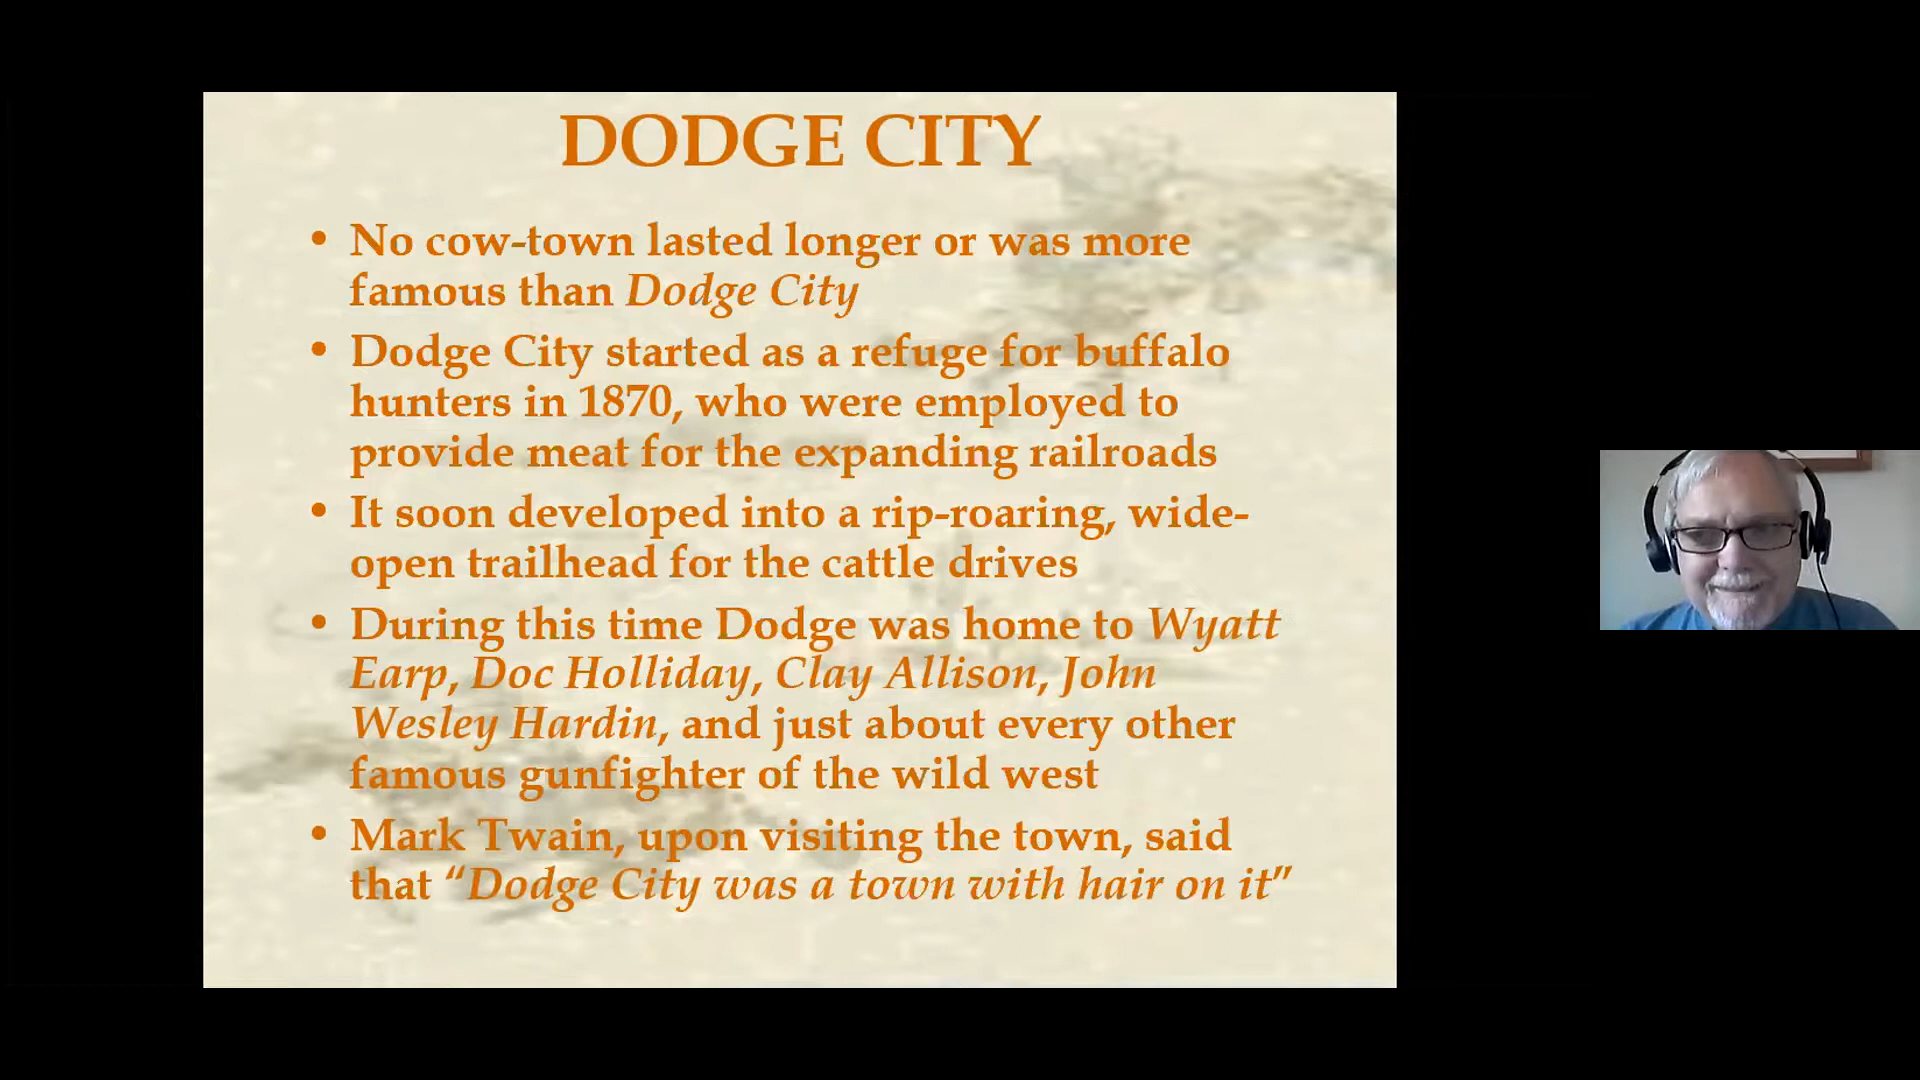 DODGE CITY
• No cow-town lasted longer or was more
famous than Dodge City
• Dodge City started as a refuge for buffalo
hunters in 1870, who were employed to
provide meat for the expanding railroads
• It soon developed into a rip-roaring, wide-
open trailhead for the cattle drives
• During this time Dodge was home to Wyatt
Earp, Doc Holliday, Clay Allison, John
Wesley Hardin, and just about every other
famous gunfighter of the wild west
• Mark Twain, upon visiting the town, said
that “Dodge City was a town with hair on it”